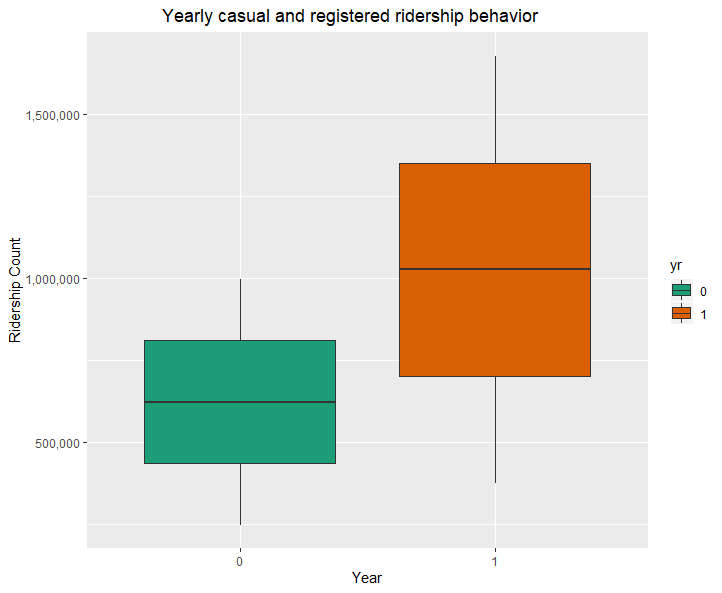 Yearly casual and registered ridership behavior
Ridership Count
1,500,000
1,000,000
500,000
0
1
Year
yr
0
1